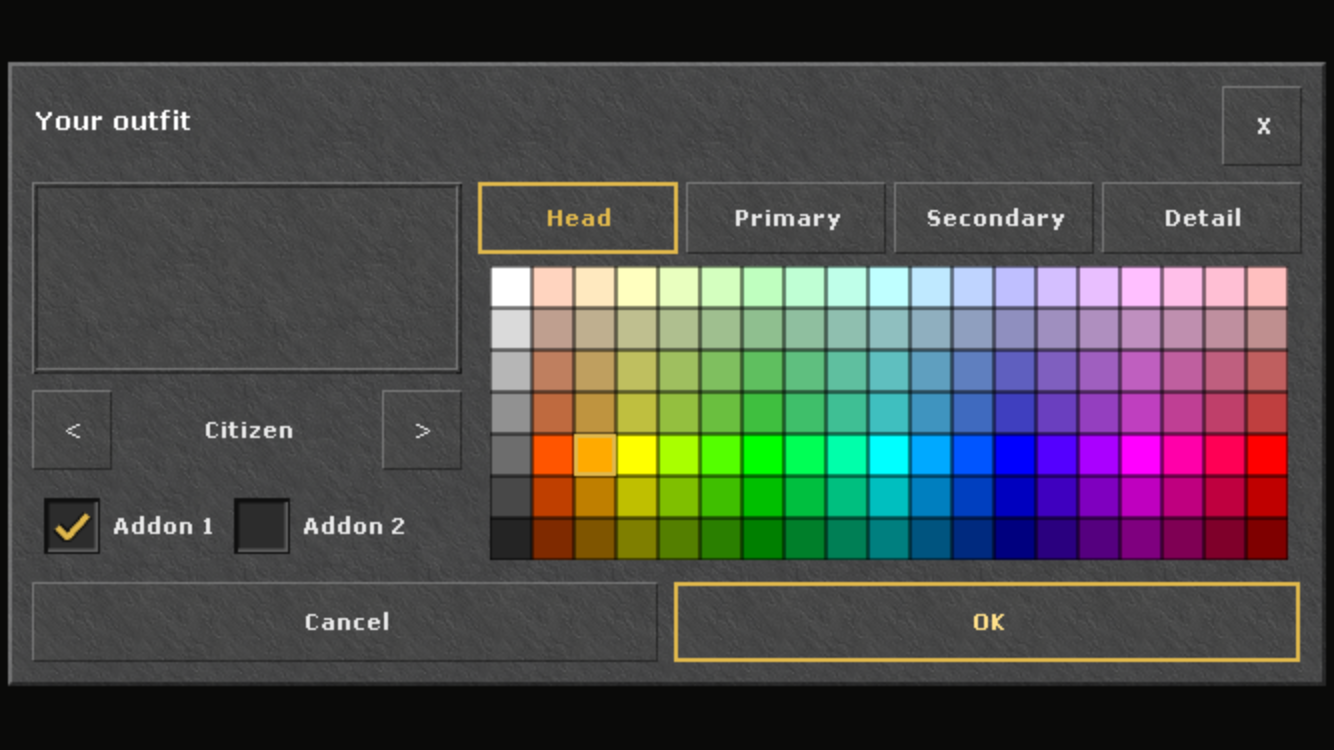 Your outfit
x
Head
Primary
Secondary
Detail
<
Citizen
>
Addon 1
Addon 2
Cancel
OK